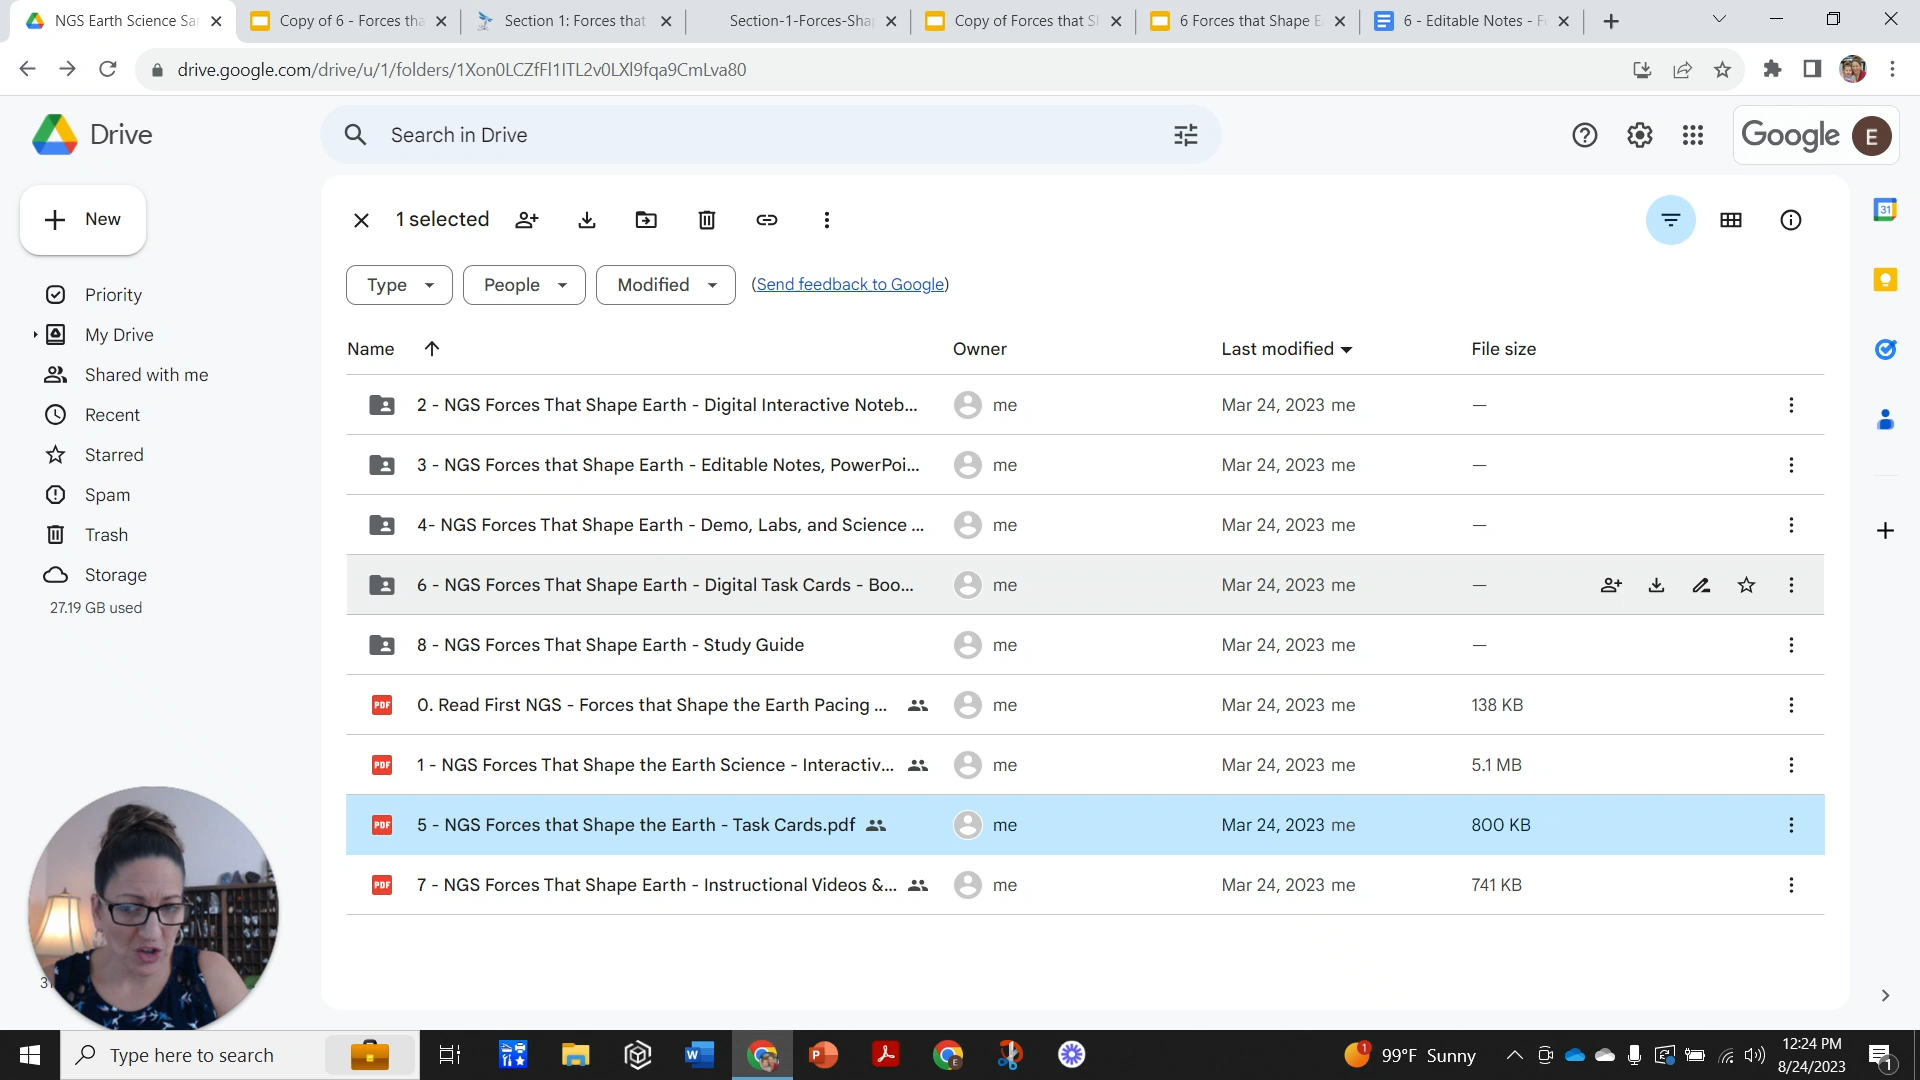 NGS Earth Science Sa
Copy of 6 - Forces tha
Section 1: Forces that
Section-1-Forces-Sha
Copy of Forces that S
6 Forces that Shape E
6 - Editable Notes - F
drive.google.com/drive/u/1/folders/1Xon0LCZfFl1ITL2v0LXl9fqa9CmLva80
Drive
Search in Drive
Google
E
New
1 selected
Type
People
Modified
(Send feedback to Google)
Priority
My Drive
Shared with me
Recent
Starred
Spam
Trash
Storage
27.19 GB used
31
Name
Owner
Last modified
File size
2 - NGS Forces That Shape Earth - Digital Interactive Noteb... me Mar 24, 2023 me —
3 - NGS Forces that Shape Earth - Editable Notes, PowerPoi... me Mar 24, 2023 me —
4- NGS Forces That Shape Earth - Demo, Labs, and Science ... me Mar 24, 2023 me —
6 - NGS Forces That Shape Earth - Digital Task Cards - Boo... me Mar 24, 2023 me —
8 - NGS Forces That Shape Earth - Study Guide me Mar 24, 2023 me —
PDF 0. Read First NGS - Forces that Shape the Earth Pacing ... me Mar 24, 2023 me 138 KB
PDF 1 - NGS Forces That Shape the Earth Science - Interactiv... me Mar 24, 2023 me 5.1 MB
PDF 5 - NGS Forces that Shape the Earth - Task Cards.pdf me Mar 24, 2023 me 800 KB
PDF 7 - NGS Forces That Shape Earth - Instructional Videos &... me Mar 24, 2023 me 741 KB
Type here to search
1
99°F Sunny
12:24 PM
8/24/2023
1